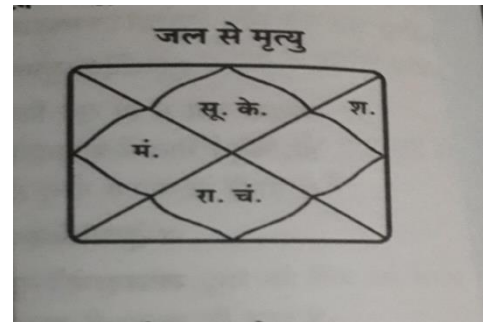 जल से मृत्यु
सू. के.
श.
मं.
रा. चं.